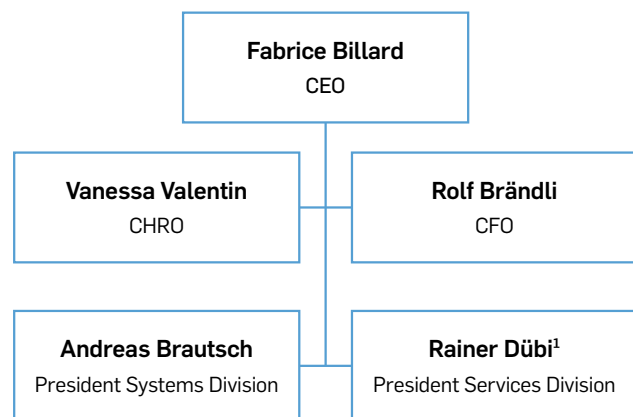 Fabrice Billard
CEO
Vanessa Valentin
CHRO
Rolf Brändli
CFO
Andreas Brautsch
President Systems Division
Rainer Dübi¹
President Services Division